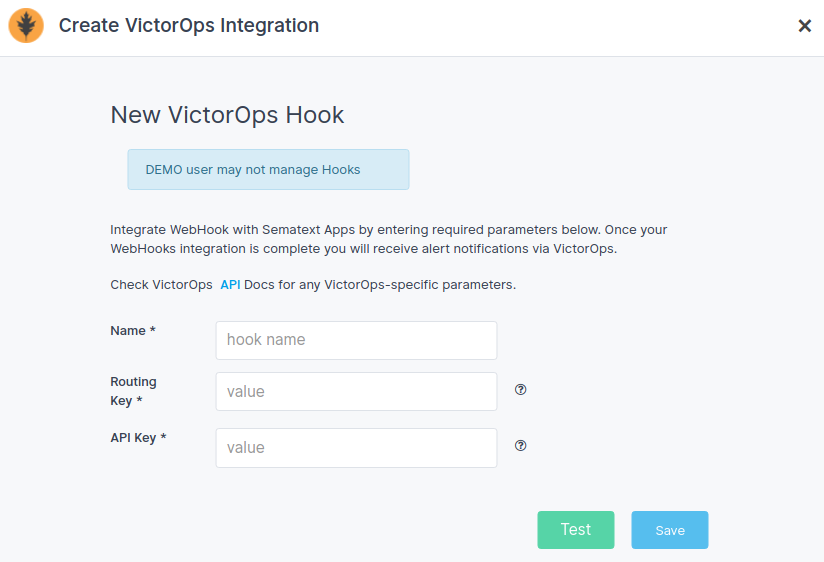 Create VictorOps Integration
New VictorOps Hook
DEMO user may not manage Hooks
Integrate WebHook with Sematext Apps by entering required parameters below. Once your
WebHooks integration is complete you will receive alert notifications via VictorOps.
Check VictorOps API Docs for any VictorOps-specific parameters.
Name *
hook name
Routing
Key *
value
API Key *
value
Test
Save